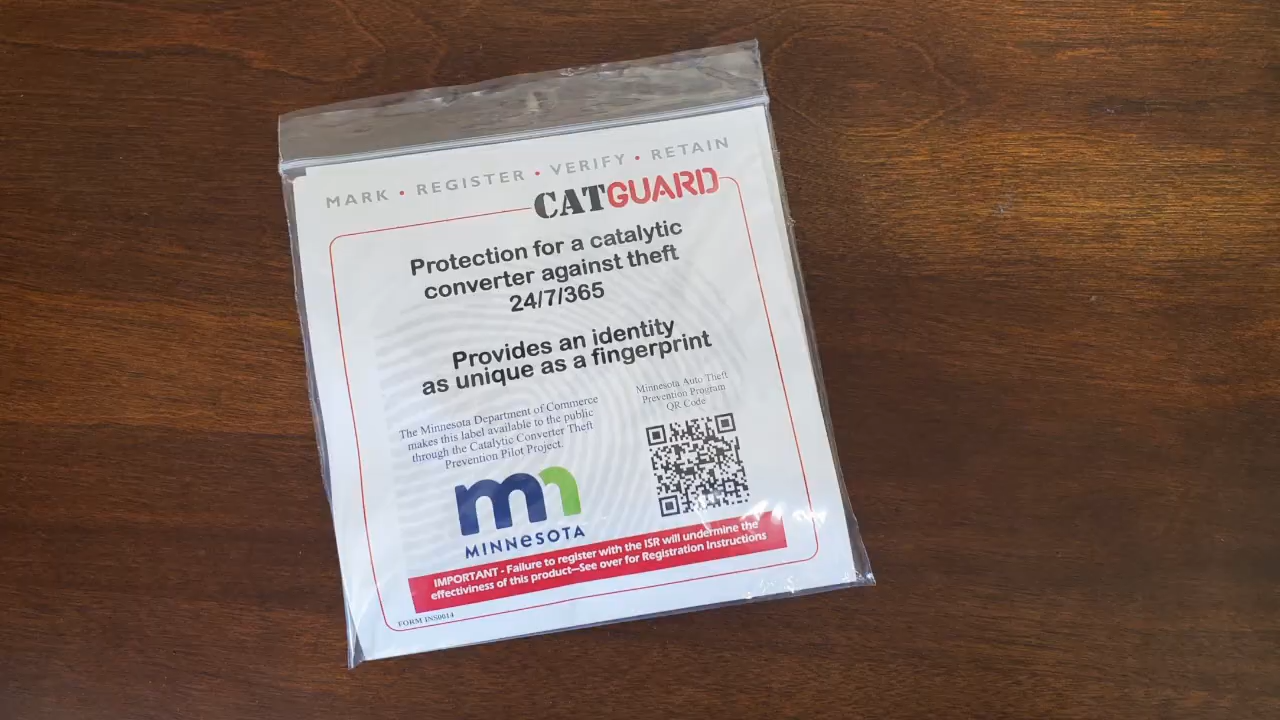 MARK • REGISTER • VERIFY • RETAIN
CATGUARD
Protection for a catalytic
converter against theft
24/7/365
Provides an identity
as unique as a fingerprint
The Minnesota Department of Commerce
makes this label available to the public
through the Catalytic Converter Theft
Prevention Pilot Project.
Minnesota Auto Theft
Prevention Program
QR Code
mn
MINNeSOTA
IMPORTANT - Failure to register with the ISR will undermine the
effectiviness of this product—See over for Registration Instructions
FORM INS0014